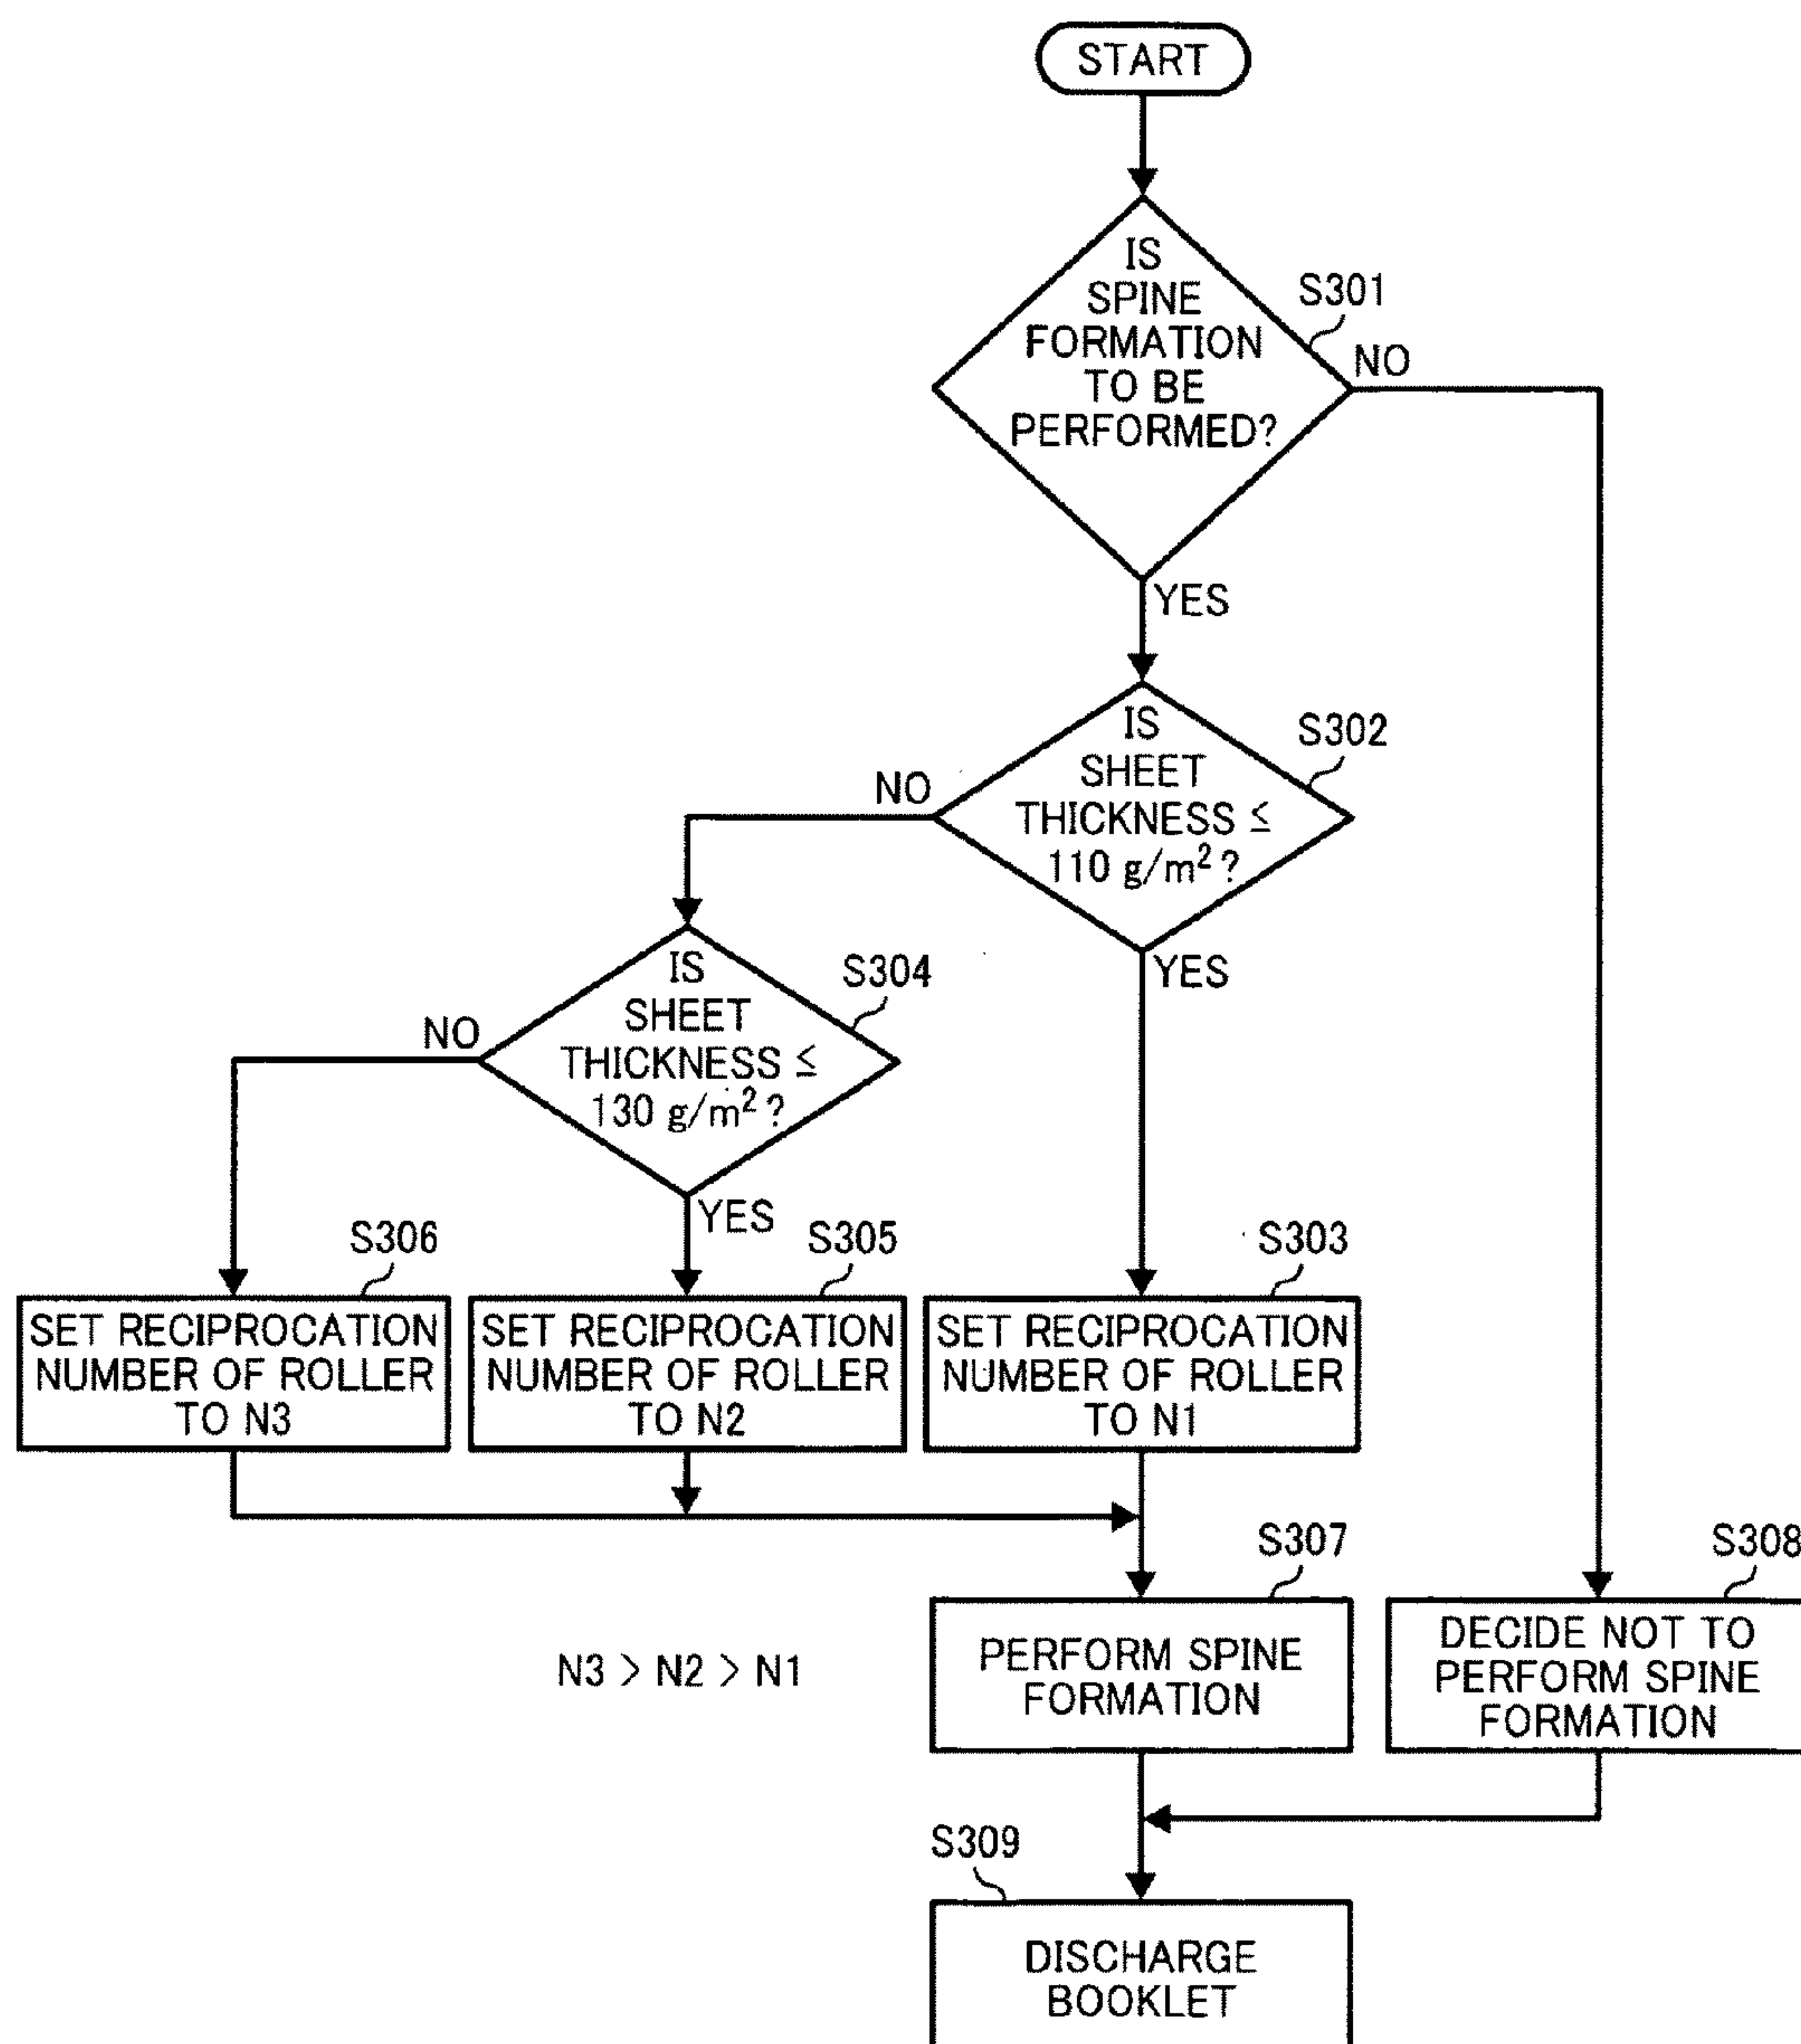 START
IS
SPINE
FORMATION
TO BE
PERFORMED?
S301
NO
YES
IS
SHEET
THICKNESS ≦
110 g/m²?
S302
NO
YES
IS
SHEET
THICKNESS ≦
130 g/m²?
S304
NO
YES
S306
SET RECIPROCATION
NUMBER OF ROLLER
TO N3
S305
SET RECIPROCATION
NUMBER OF ROLLER
TO N2
S303
SET RECIPROCATION
NUMBER OF ROLLER
TO N1
N3 > N2 > N1
S307
PERFORM SPINE
FORMATION
S308
DECIDE NOT TO
PERFORM SPINE
FORMATION
S309
DISCHARGE
BOOKLET